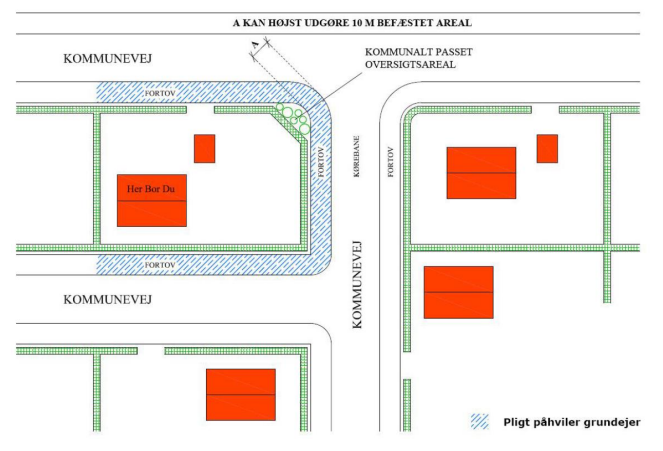 A KAN HØJST UDGØRE 10 M BEFÆSTET AREAL
KOMMUNEVEJ
A
KOMMUNALT PASSET
OVERSIGTSAREAL
FORTOV
Her Bor Du
FORTOV
KØREBANE
FORTOV
FORTOV
KOMMUNEVEJ
KOMMUNEVEJ
Pligt påhviler grundejer